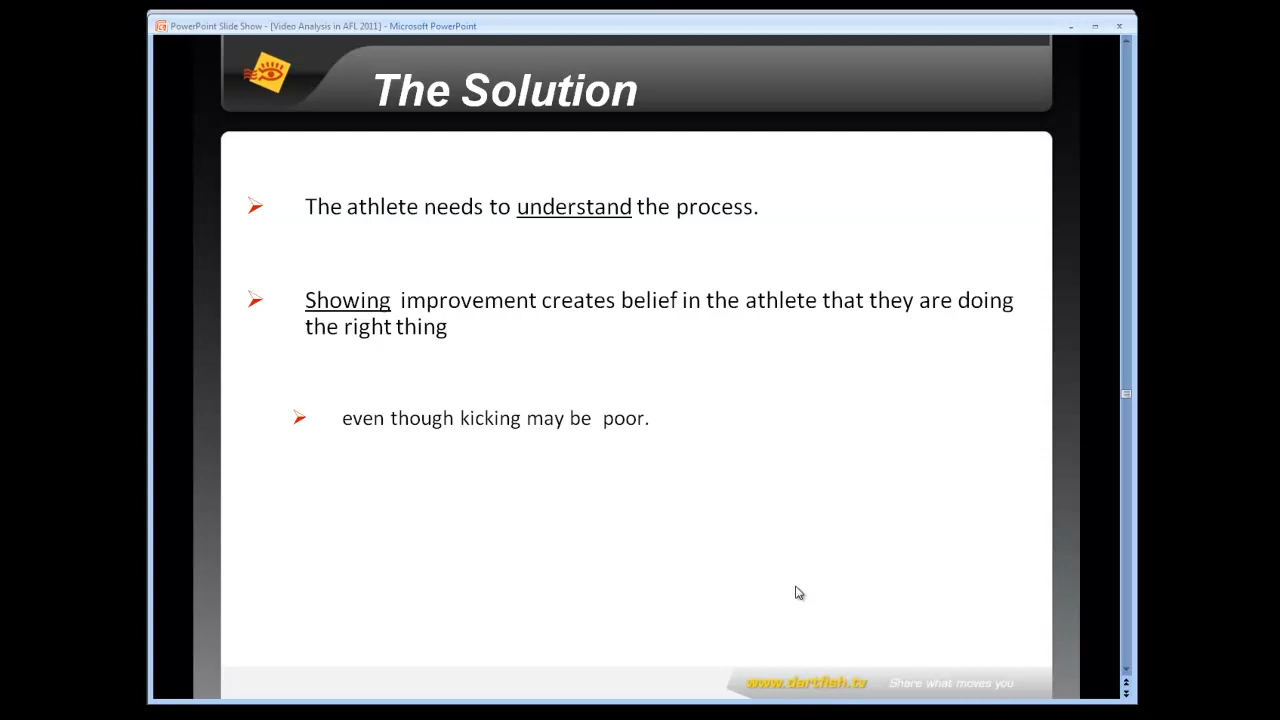 PowerPoint Slide Show - [Video Analysis in AFL 2011] - Microsoft PowerPoint
The Solution
The athlete needs to understand the process.
Showing improvement creates belief in the athlete that they are doing
the right thing
even though kicking may be poor.
www.dartfish.tv Share what moves you